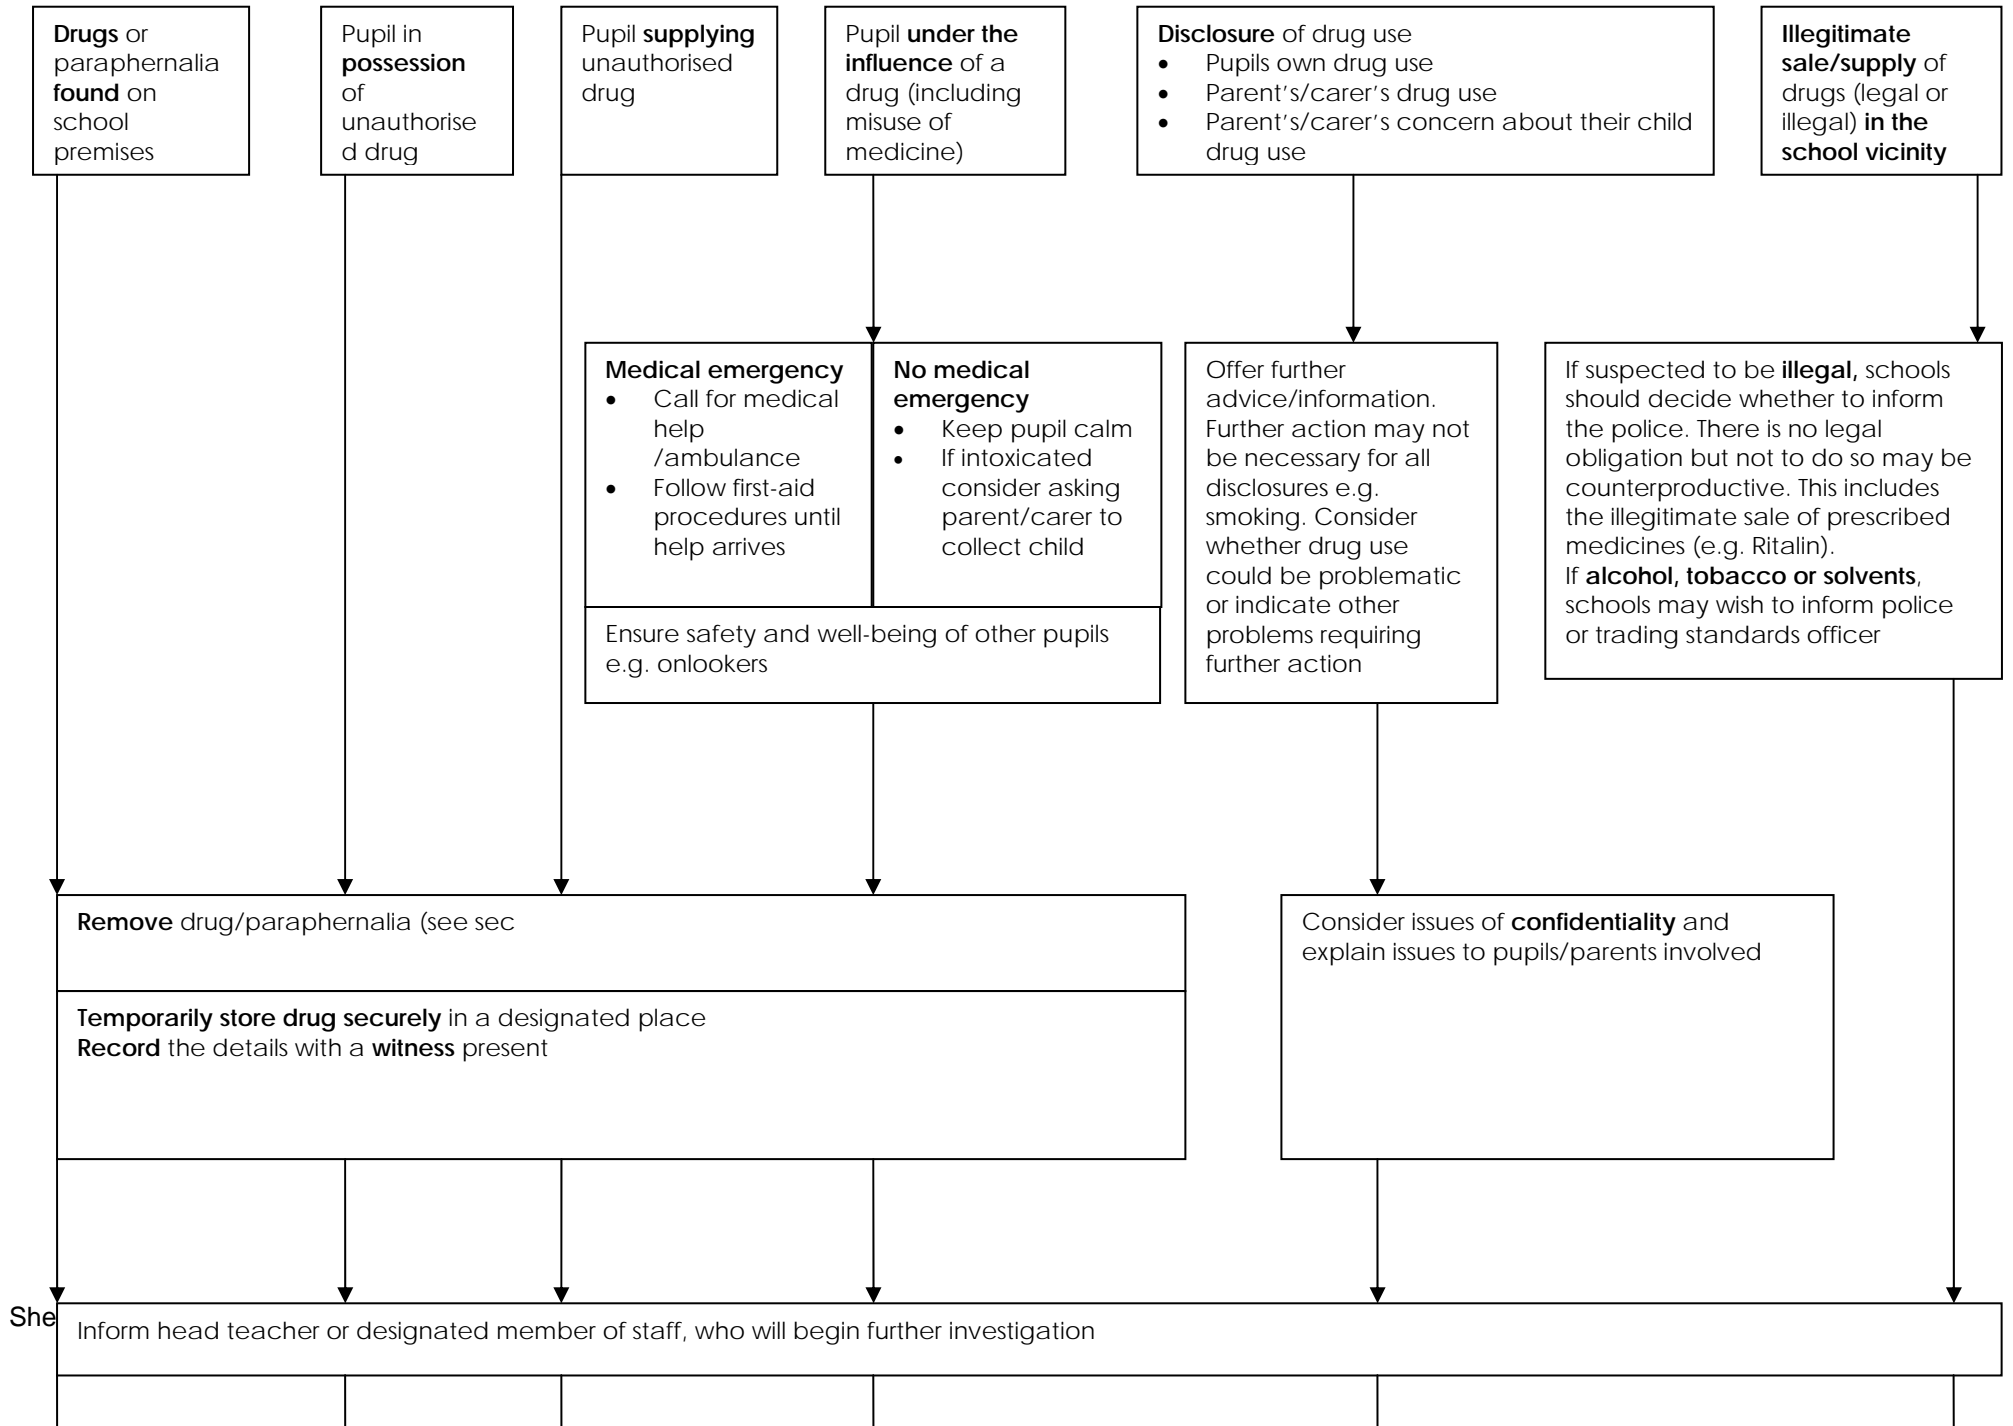 Drugs or
paraphernalia
found on
school
premises
Pupil in
possession
of
unauthorise
d drug
Pupil supplying
unauthorised
drug
Pupil under the
influence of a
drug (including
misuse of
medicine)
Disclosure of drug use
• Pupils own drug use
• Parent's/carer's drug use
• Parent's/carer's concern about their child
drug use
Illegitimate
sale/supply of
drugs (legal or
illegal) in the
school vicinity
Medical emergency
• Call for medical
help
/ambulance
• Follow first-aid
procedures until
help arrives
No medical
emergency
• Keep pupil calm
• If intoxicated
consider asking
parent/carer to
collect child
Ensure safety and well-being of other pupils
e.g. onlookers
Offer further
advice/information.
Further action may not
be necessary for all
disclosures e.g.
smoking. Consider
whether drug use
could be problematic
or indicate other
problems requiring
further action
If suspected to be illegal, schools
should decide whether to inform
the police. There is no legal
obligation but not to do so may be
counterproductive. This includes
the illegitimate sale of prescribed
medicines (e.g. Ritalin).
If alcohol, tobacco or solvents,
schools may wish to inform police
or trading standards officer
Remove drug/paraphernalia (see sec
Temporarily store drug securely in a designated place
Record the details with a witness present
Consider issues of confidentiality and
explain issues to pupils/parents involved
She
Inform head teacher or designated member of staff, who will begin further investigation